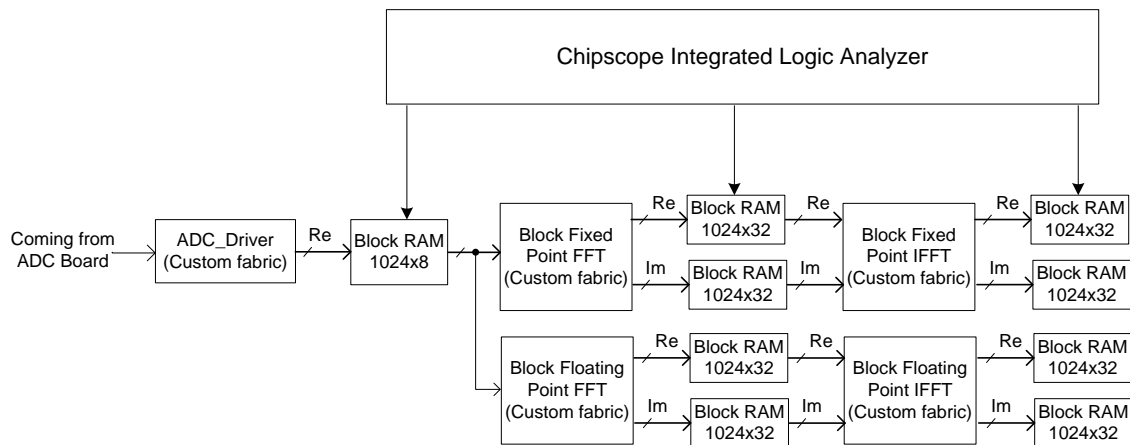 Chipscope Integrated Logic Analyzer
Coming from
ADC Board
ADC_Driver
(Custom fabric)
Re
Block RAM
1024x8
Block Fixed
Point FFT
(Custom fabric)
Re
Block RAM
1024x32
Re
Im
Block RAM
1024x32
Im
Block Fixed
Point IFFT
(Custom fabric)
Re
Block RAM
1024x32
Im
Block RAM
1024x32
Block Floating
Point FFT
(Custom fabric)
Re
Block RAM
1024x32
Re
Im
Block RAM
1024x32
Im
Block Floating
Point IFFT
(Custom fabric)
Re
Block RAM
1024x32
Im
Block RAM
1024x32